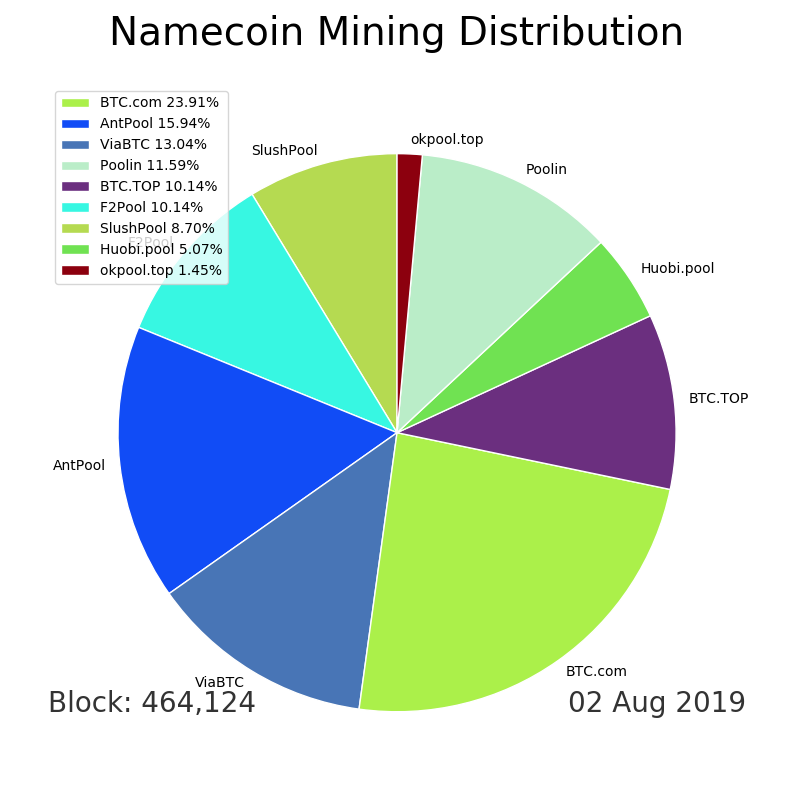 Namecoin Mining Distribution
BTC.com 23.91%
AntPool 15.94%
ViaBTC 13.04%
Poolin 11.59%
BTC.TOP 10.14%
F2Pool 10.14%
SlushPool 8.70%
Huobi.pool 5.07%
okpool.top 1.45%
okpool.top
SlushPool
Poolin
F2Pool
Huobi.pool
BTC.TOP
AntPool
BTC.com
ViaBTC
Block: 464,124
02 Aug 2019